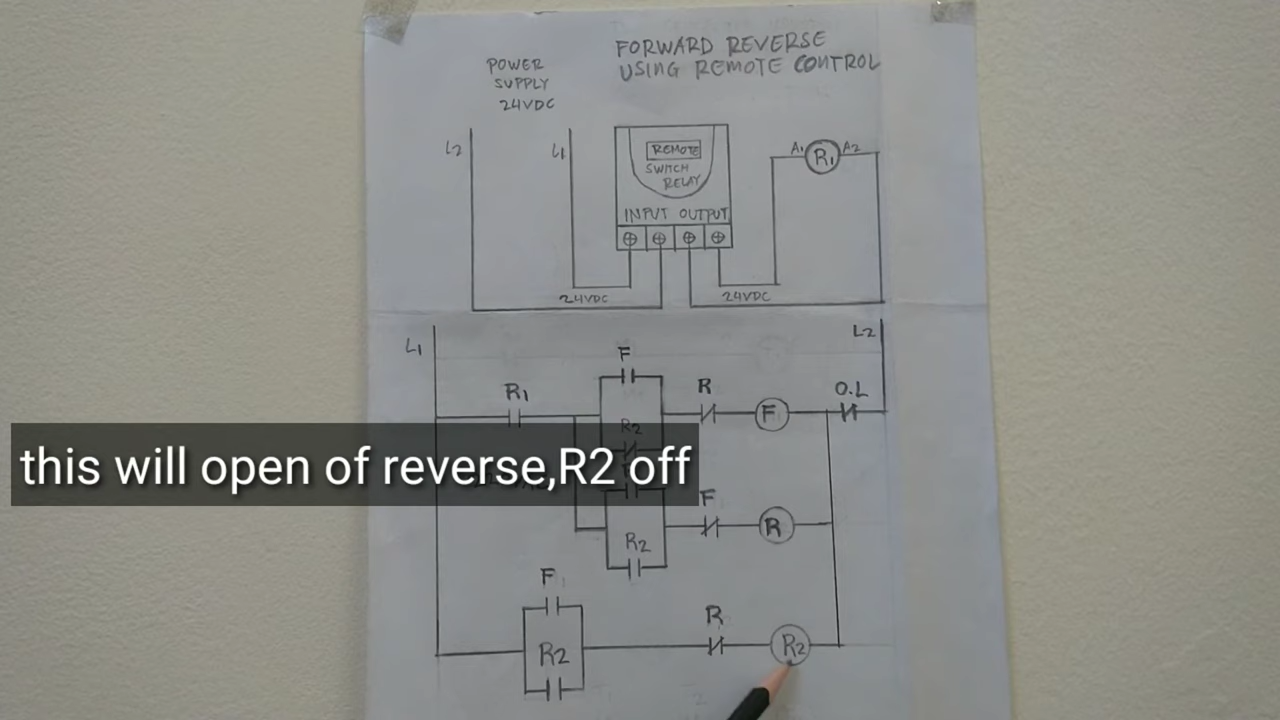 FORWARD REVERSE
USING REMOTE CONTROL
POWER
SUPPLY
24VDC
L2
L1
REMOTE
SWITCH
RELAY
INPUT OUTPUT
A1
R1
A2
24VDC
24VDC
L1
L2
F
R1
R
F
O.L
R2
this will open of reverse,R2 off
F
R
R2
F
R
R2
R2